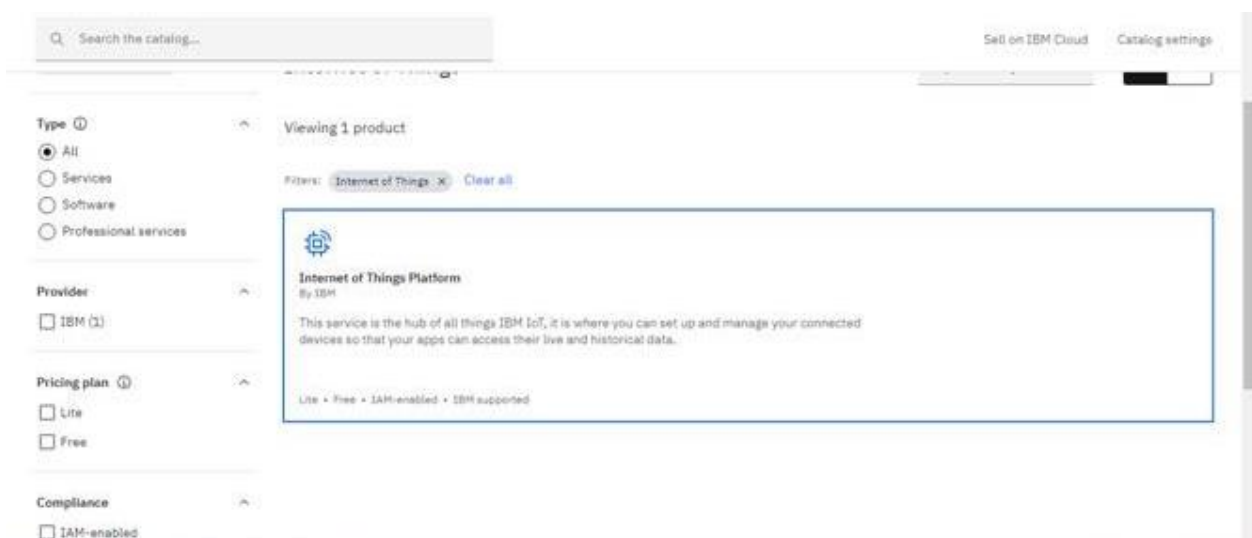 Search the catalog...
Sell on IBM Cloud
Catalog settings
Type
All
Services
Software
Professional services
Provider
IBM (1)
Pricing plan
Lite
Free
Compliance
IAM-enabled
Viewing 1 product
Filters: Internet of Things × Clear all
Internet of Things Platform
By IBM
This service is the hub of all things IBM IoT, it is where you can set up and manage your connected
devices so that your apps can access their live and historical data.
Lite • Free • IAM-enabled • IBM supported